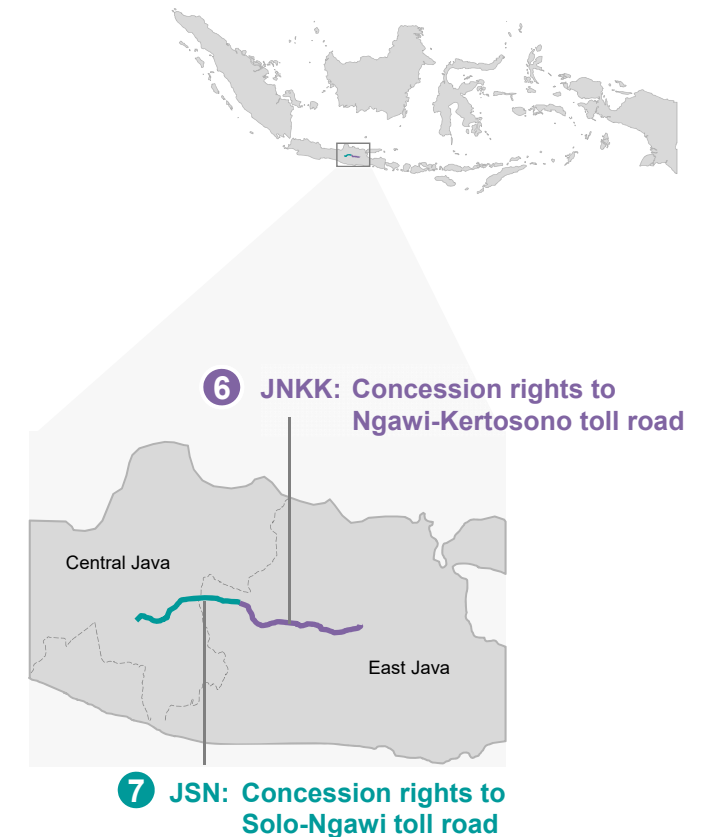 6 JNKK: Concession rights to
Ngawi-Kertosono toll road
Central Java
East Java
7 JSN: Concession rights to
Solo-Ngawi toll road